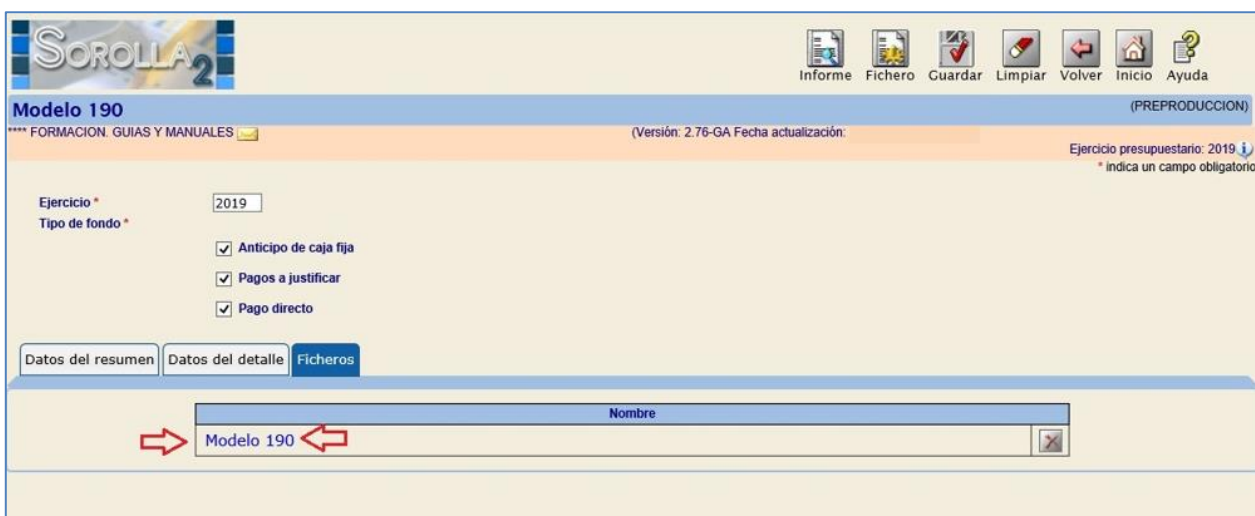 SOROLLA2
Informe Fichero Guardar Limpiar Volver Inicio Ayuda
Modelo 190
(PREPRODUCCION)
**** FORMACION. GUIAS Y MANUALES
(Versión: 2.76-GA Fecha actualización:
Ejercicio presupuestario: 2019
* indica un campo obligatorio
Ejercicio * 2019
Tipo de fondo *
Anticipo de caja fija
Pagos a justificar
Pago directo
Datos del resumen Datos del detalle Ficheros
Nombre
Modelo 190